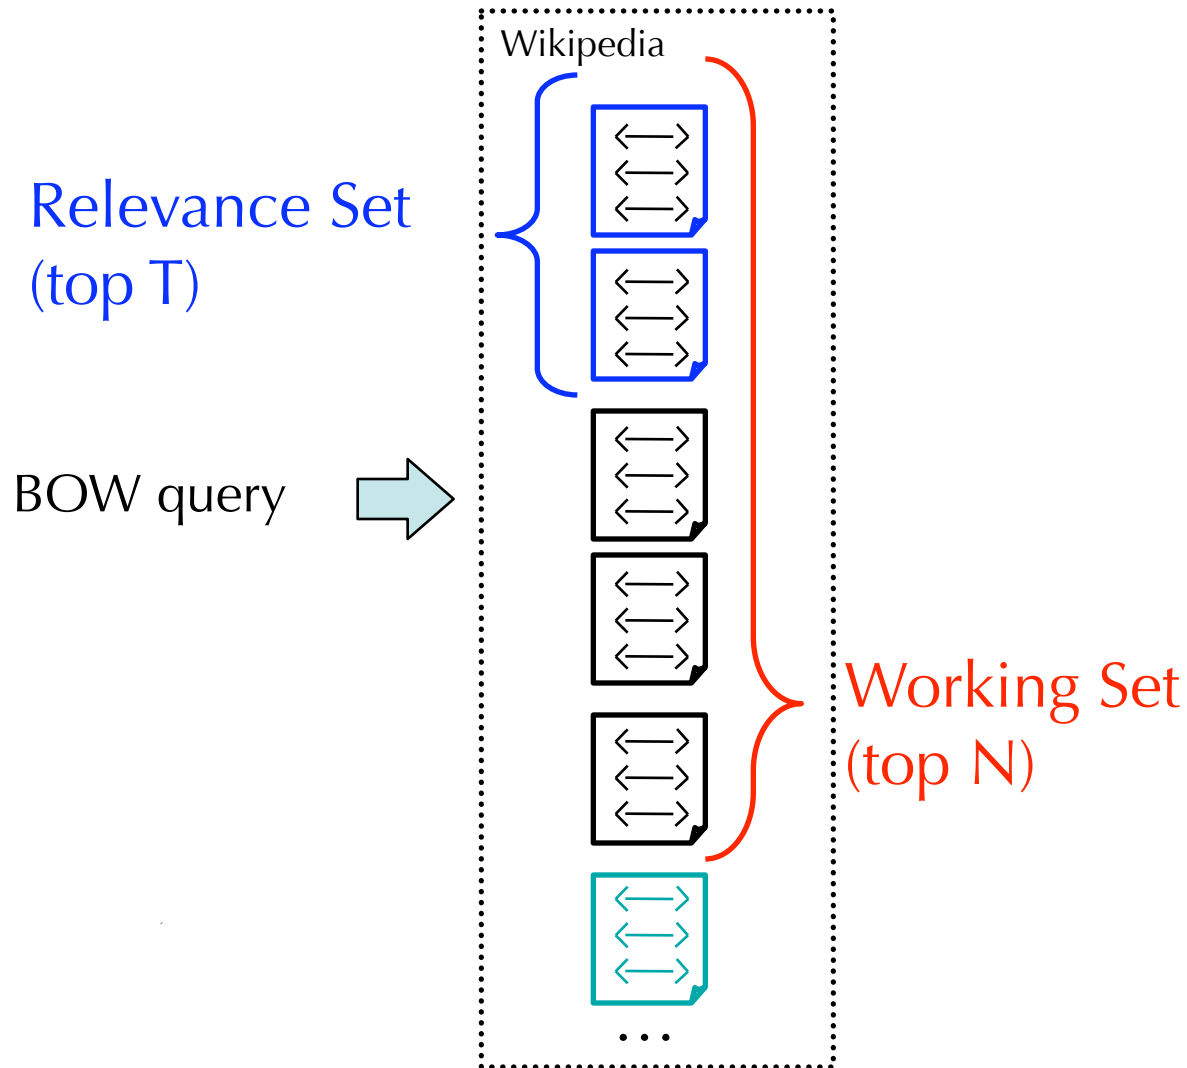 Wikipedia
Relevance Set
(top T)
BOW query
Working Set
(top N)
...